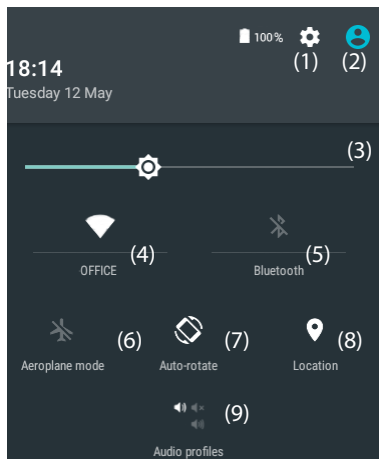 100%
(1) (2)
18:14
Tuesday 12 May
(3)
(4) (5)
OFFICE Bluetooth
(6) (7) (8)
Aeroplane mode Auto-rotate Location
(9)
Audio profiles